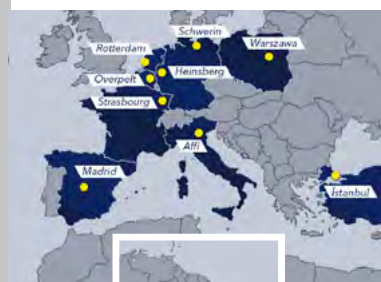 Schwerin
Rotterdam
Warszawa
Overpelt
Heinsberg
Strasbourg
Affi
Madrid
İstanbul